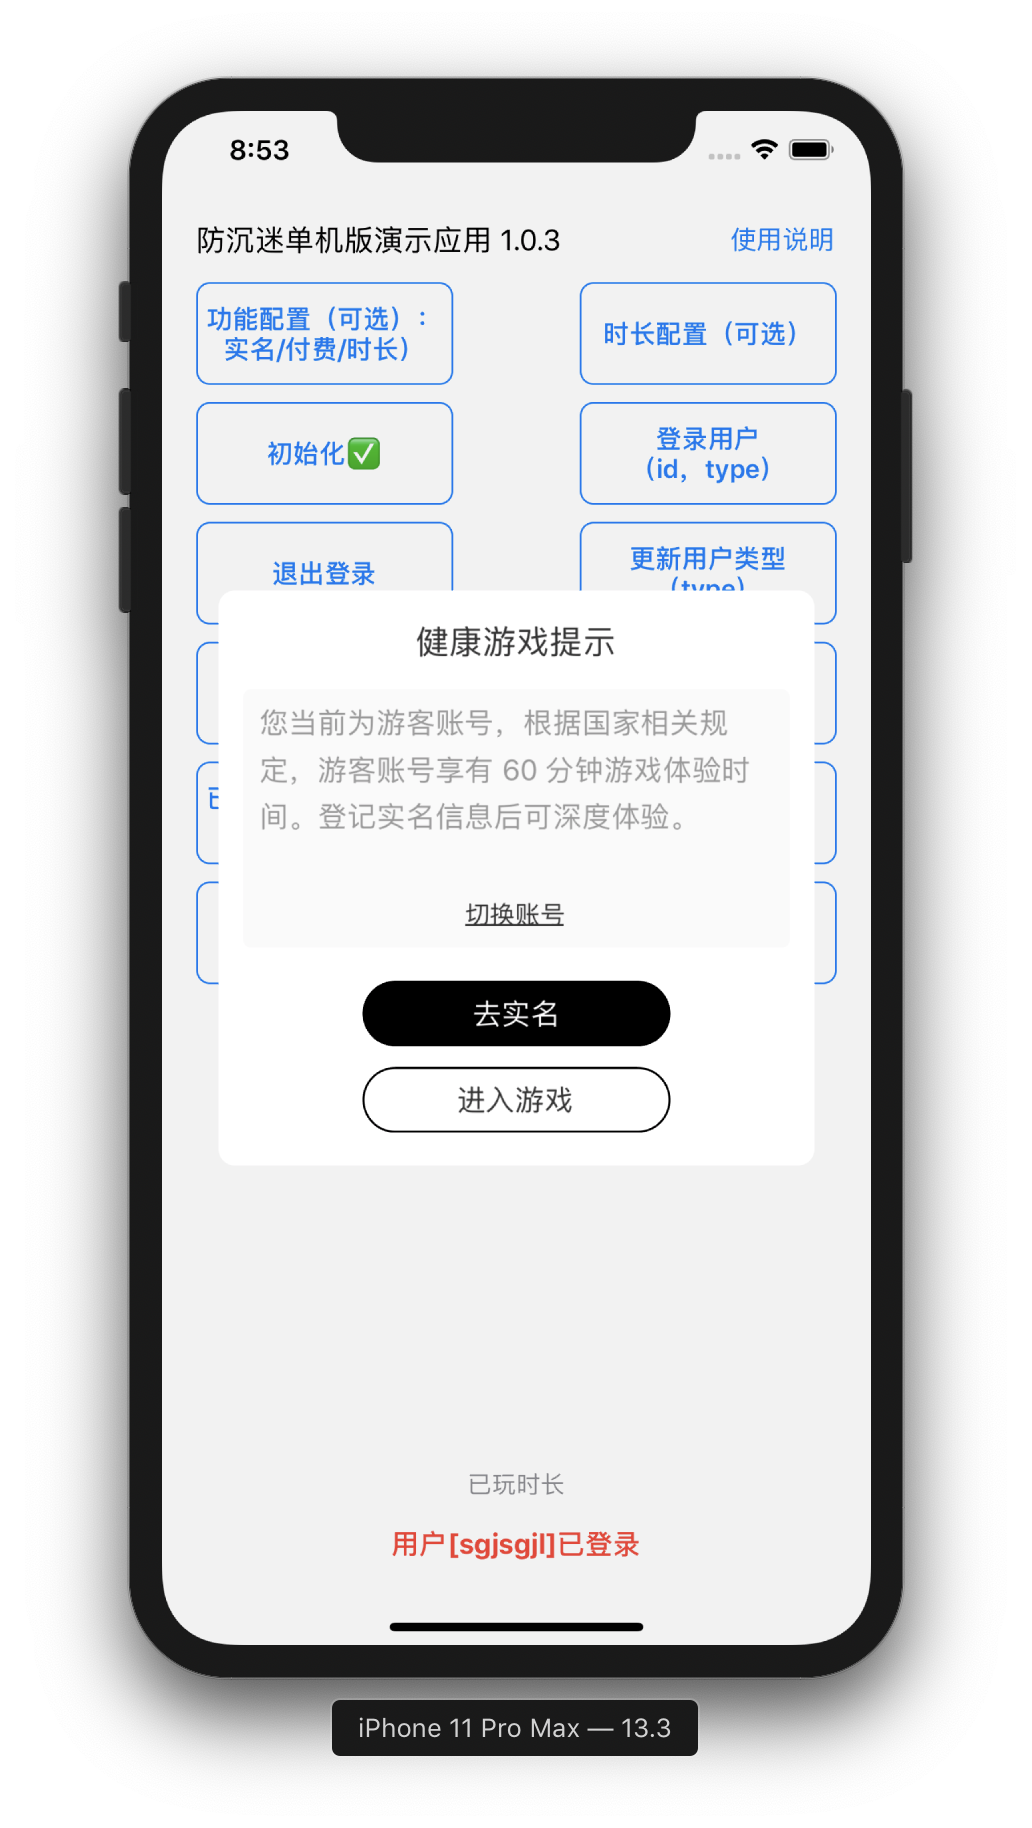 8:53
防沉迷单机版演示应用 1.0.3
使用说明
功能配置（可选）：
实名/付费/时长）
时长配置（可选）
初始化✅
登录用户
（id，type）
退出登录
更新用户类型
（type）
健康游戏提示
您当前为游客账号，根据国家相关规
定，游客账号享有 60 分钟游戏体验时
间。登记实名信息后可深度体验。
切换账号
去实名
进入游戏
已玩时长
用户[sgjsgjl]已登录
iPhone 11 Pro Max — 13.3